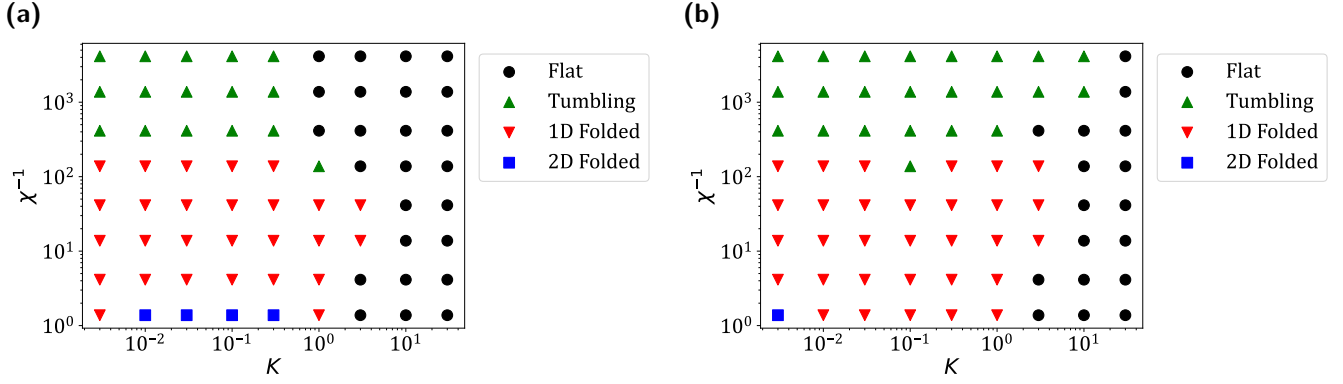 (a)
10³
10²
10¹
10⁰
χ⁻¹
10⁻²
10⁻¹
10⁰
10¹
K
Flat
Tumbling
1D Folded
2D Folded
(b)
10³
10²
10¹
10⁰
χ⁻¹
10⁻²
10⁻¹
10⁰
10¹
K
Flat
Tumbling
1D Folded
2D Folded